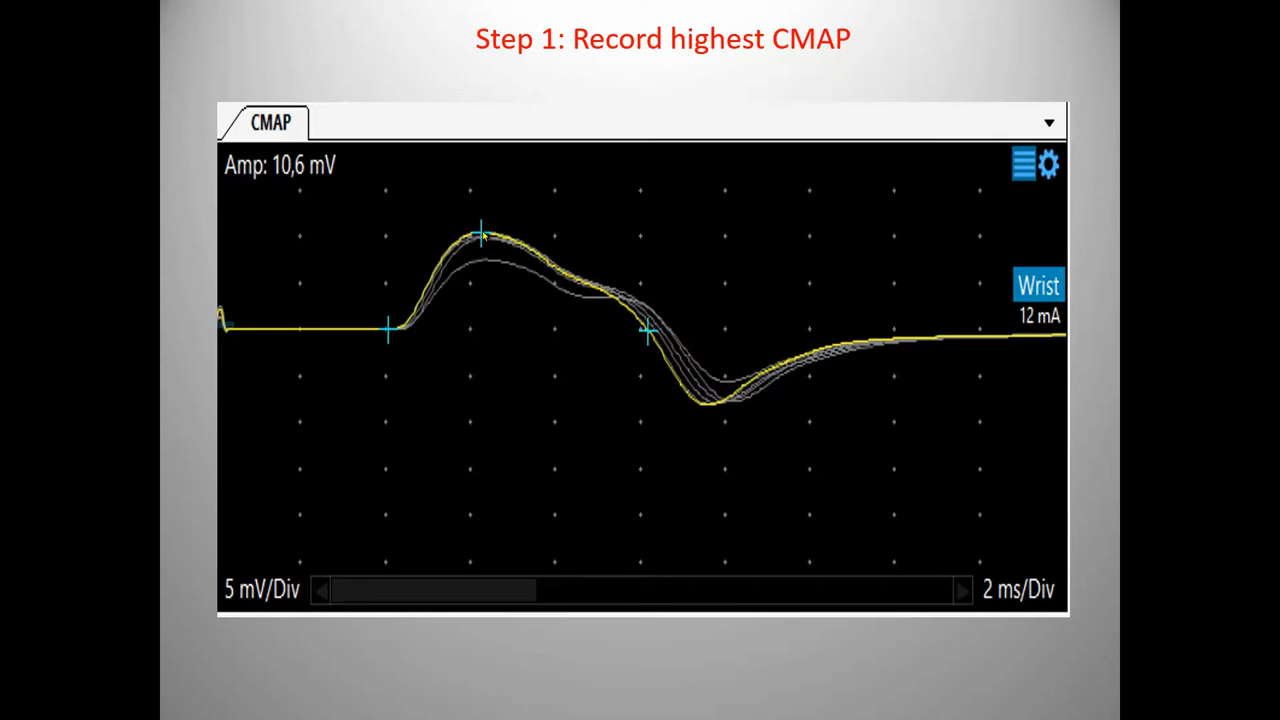 Step 1: Record highest CMAP
CMAP
Amp: 10,6 mV
Wrist
12 mA
5 mV/Div
2 ms/Div